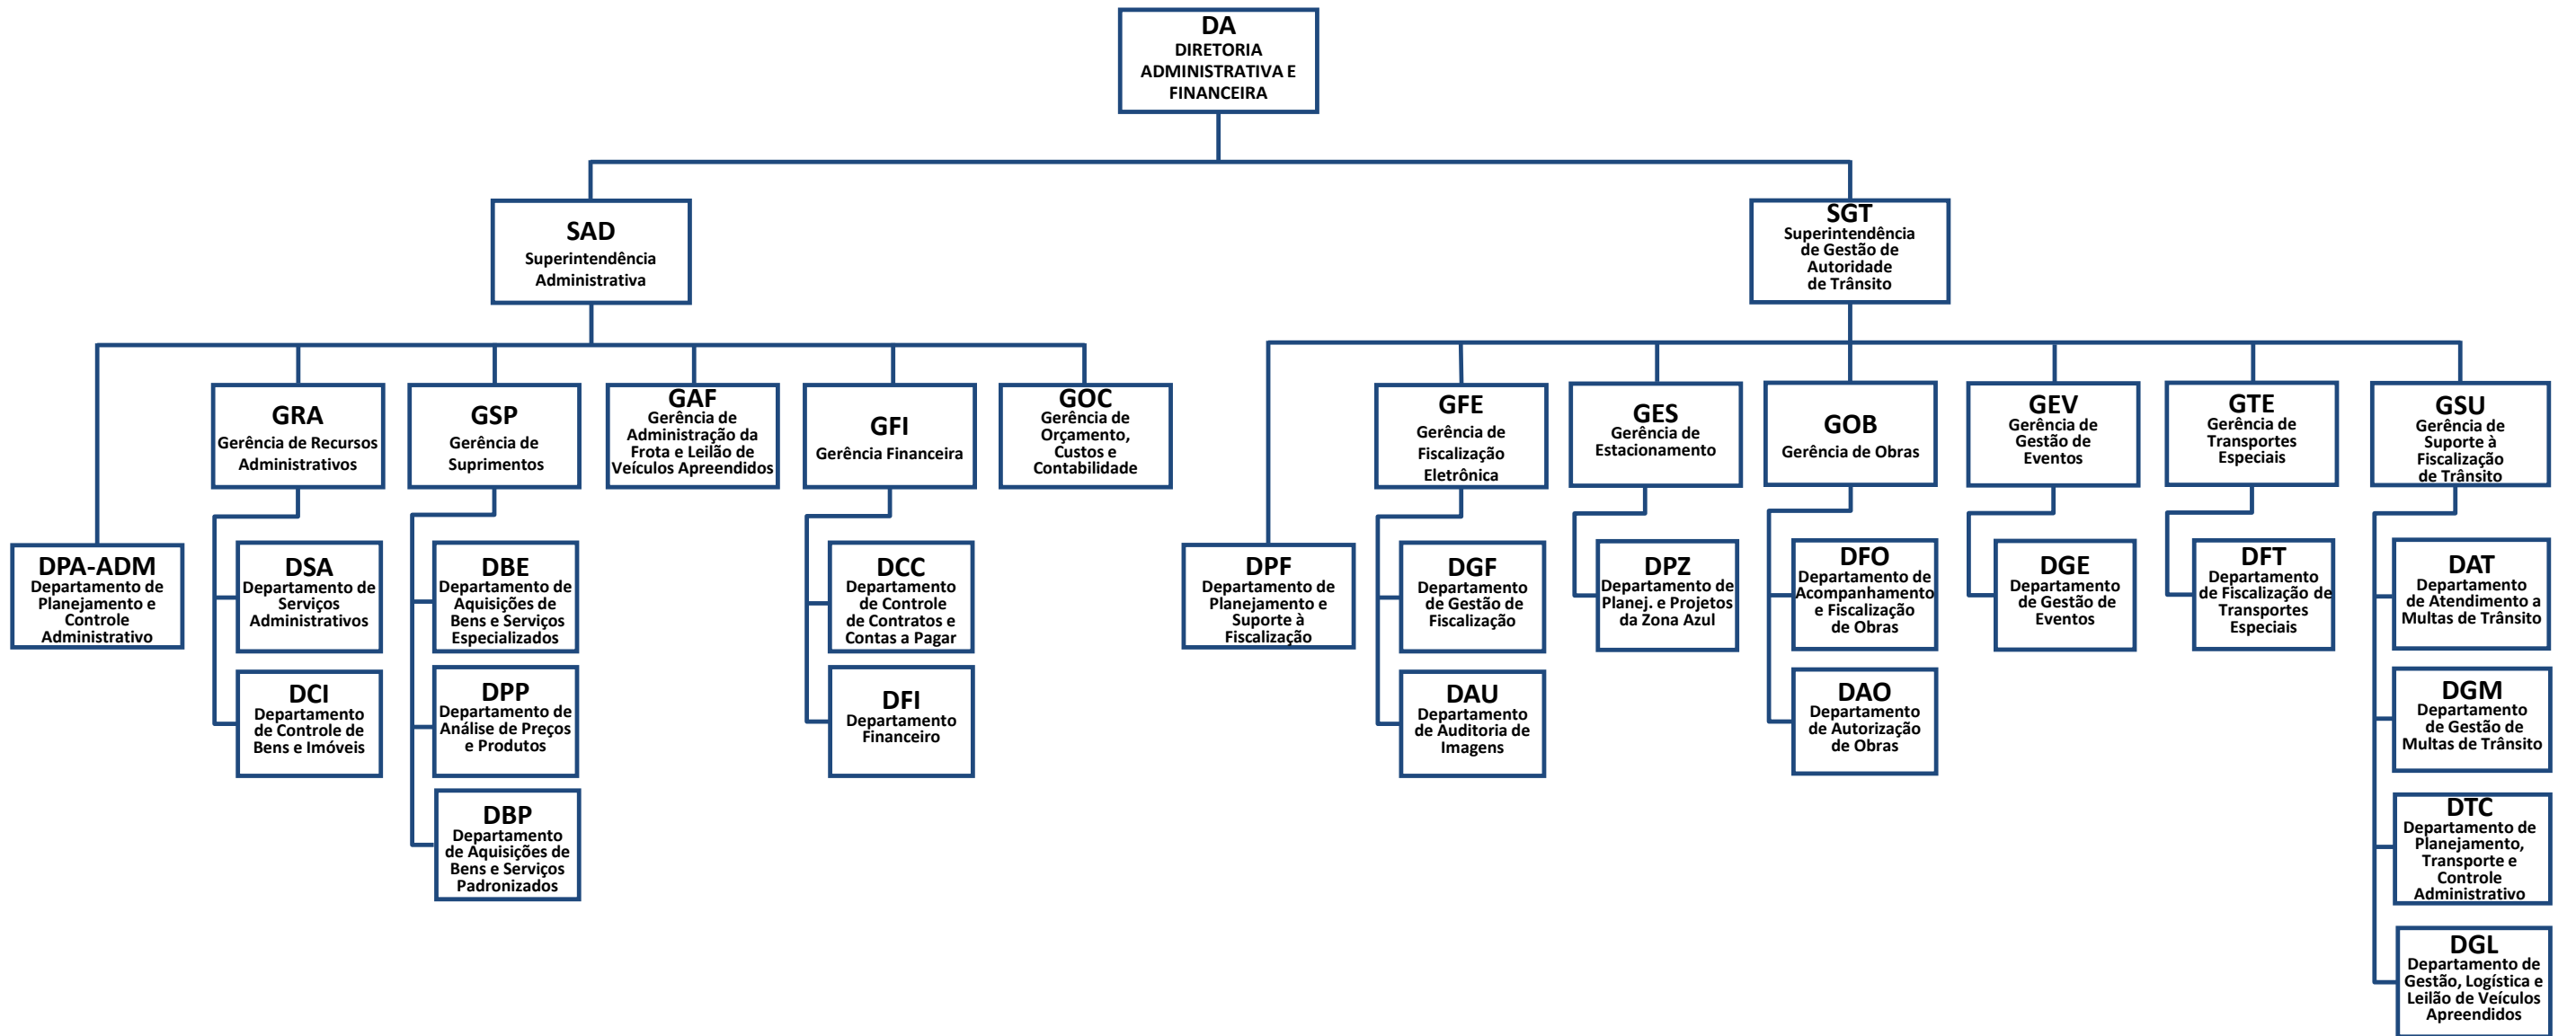 DA
DIRETORIA
ADMINISTRATIVA E
FINANCEIRA
SAD
Superintendência
Administrativa
SGT
Superintendência
de Gestão de
Autoridade
de Trânsito
GRA
Gerência de Recursos
Administrativos
GSP
Gerência de
Suprimentos
GAF
Gerência de
Administração da
Frota e Leilão de
Veículos Apreendidos
GFI
Gerência Financeira
GOC
Gerência de
Orçamento,
Custos e
Contabilidade
GFE
Gerência de
Fiscalização
Eletrônica
GES
Gerência de
Estacionamento
GOB
Gerência de Obras
GEV
Gerência de
Gestão de
Eventos
GTE
Gerência de
Transportes
Especiais
GSU
Gerência de
Suporte à
Fiscalização
de Trânsito
DPA-ADM
Departamento de
Planejamento e
Controle
Administrativo
DSA
Departamento de
Serviços
Administrativos
DBE
Departamento de
Aquisições de
Bens e Serviços
Especializados
DCC
Departamento
de Controle
de Contratos e
Contas a Pagar
DPF
Departamento de
Planejamento e
Suporte à
Fiscalização
DGF
Departamento
de Gestão de
Fiscalização
DPZ
Departamento de
Planej. e Projetos
da Zona Azul
DFO
Departamento de
Acompanhamento
e Fiscalização
de Obras
DGE
Departamento
de Gestão de
Eventos
DFT
Departamento
de Fiscalização de
Transportes
Especiais
DAT
Departamento
de Atendimento a
Multas de Trânsito
DCI
Departamento
de Controle de
Bens e Imóveis
DPP
Departamento de
Análise de Preços
e Produtos
DFI
Departamento
Financeiro
DAU
Departamento
de Auditoria de
Imagens
DAO
Departamento
de Autorização
de Obras
DGM
Departamento
de Gestão de
Multas de Trânsito
DBP
Departamento
de Aquisições de
Bens e Serviços
Padronizados
DTC
Departamento de
Planejamento,
Transporte e
Controle
Administrativo
DGL
Departamento de
Gestão, Logística e
Leilão de Veículos
Apreendidos